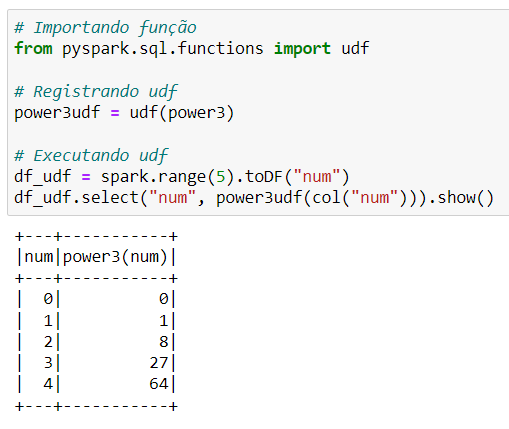 # Importando função
from pyspark.sql.functions import udf
# Registrando udf
power3udf = udf(power3)
# Executando udf
df_udf = spark.range(5).toDF("num")
df_udf.select("num", power3udf(col("num"))).show()
+---+-----------+
|num|power3(num)|
+---+-----------+
|  0|          0|
|  1|          1|
|  2|          8|
|  3|         27|
|  4|         64|
+---+-----------+